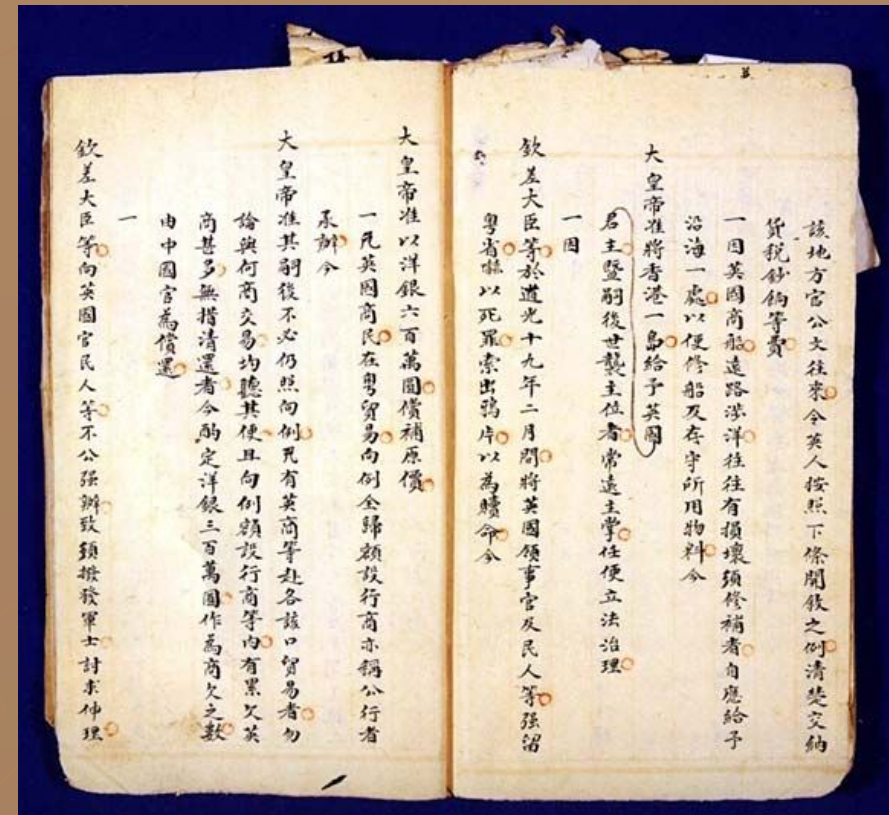 該地方官公文往來令英人按照下條開敘之例清楚交納
貨稅鈔餉等費
一因英國商船遠路涉洋往往有損壞須修補者自應給予
沿海一處以便修船及存守所用物料今
大皇帝准將香港一島給予英國
君主暨嗣後世襲主位者常遠主掌任便立法治理
一因
欽差大臣等於道光十九年二月間將英國領事官及民人等强留
粵省嚇以死罪索出鴉片以為贖命今
大皇帝准以洋銀六百萬圓償補原價
一凡英國商民在粵貿易向例全歸額設行商亦稱公行者
承辦今
大皇帝准其嗣後不必仍照向例凡有英商等赴各該口貿易者勿
論與何商交易均聽其便且向例額設行商等內有累欠英
商甚多無措清還者今酌定洋銀三百萬圓作為商欠之數
由中國官為償還
一
欽差大臣等向英國官民人等不公强辦致須撥發軍士討求伸理